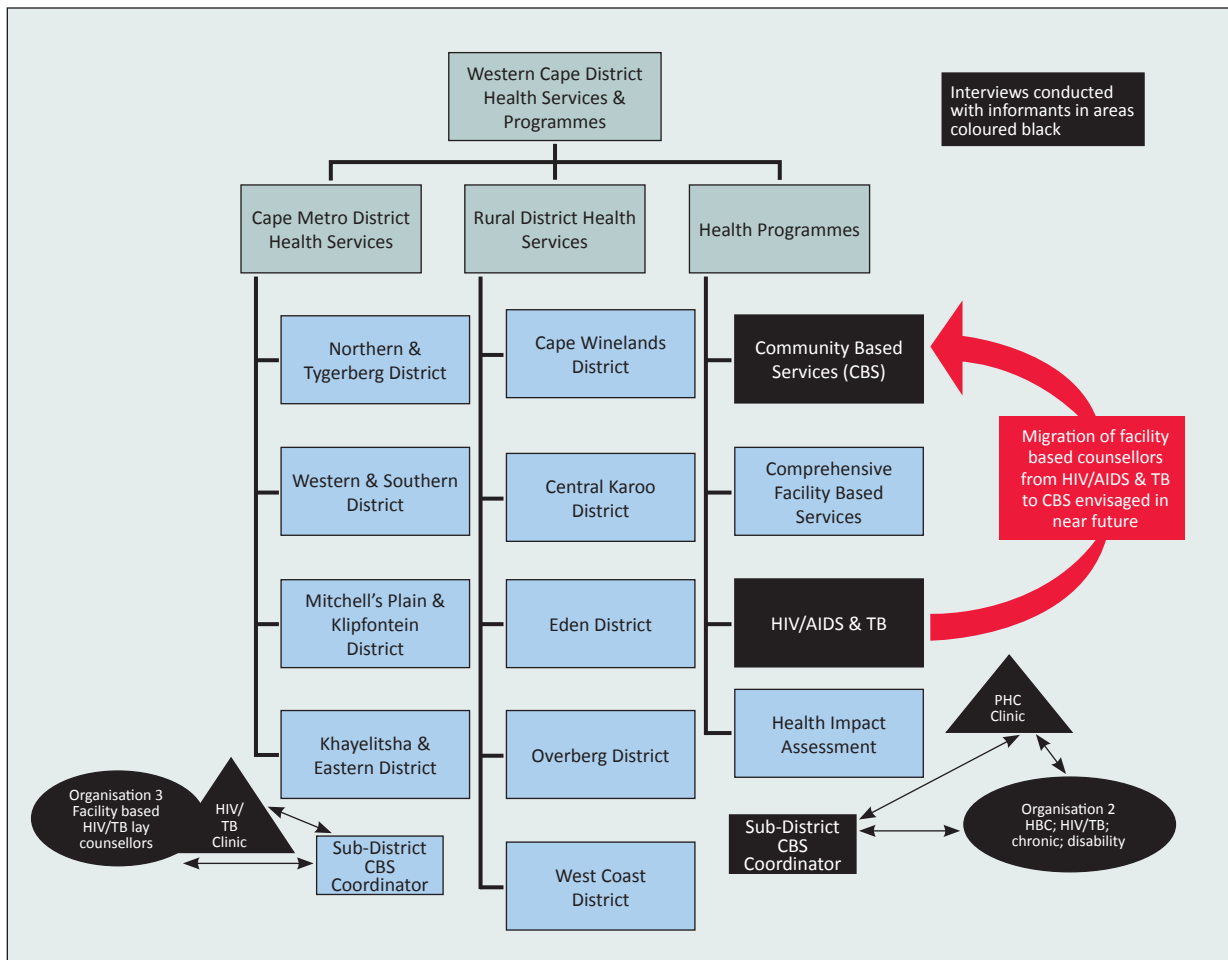 Western Cape District
Health Services &
Programmes
Interviews conducted
with informants in areas
coloured black
Cape Metro District
Health Services
Rural District Health
Services
Health Programmes
Northern &
Tygerberg District
Cape Winelands
District
Community Based
Services (CBS)
Western & Southern
District
Central Karoo
District
Comprehensive
Facility Based
Services
Migration of facility
based counsellors
from HIV/AIDS & TB
to CBS envisaged in
near future
Mitchell’s Plain &
Klipfontein
District
Eden District
HIV/AIDS & TB
Khayelitsha &
Eastern District
Overberg District
Health Impact
Assessment
PHC
Clinic
Organisation 3
Facility based
HIV/TB lay
counsellors
HIV/
TB
Clinic
Sub-District
CBS
Coordinator
West Coast
District
Sub-District
CBS
Coordinator
Organisation 2
HBC; HIV/TB;
chronic; disability